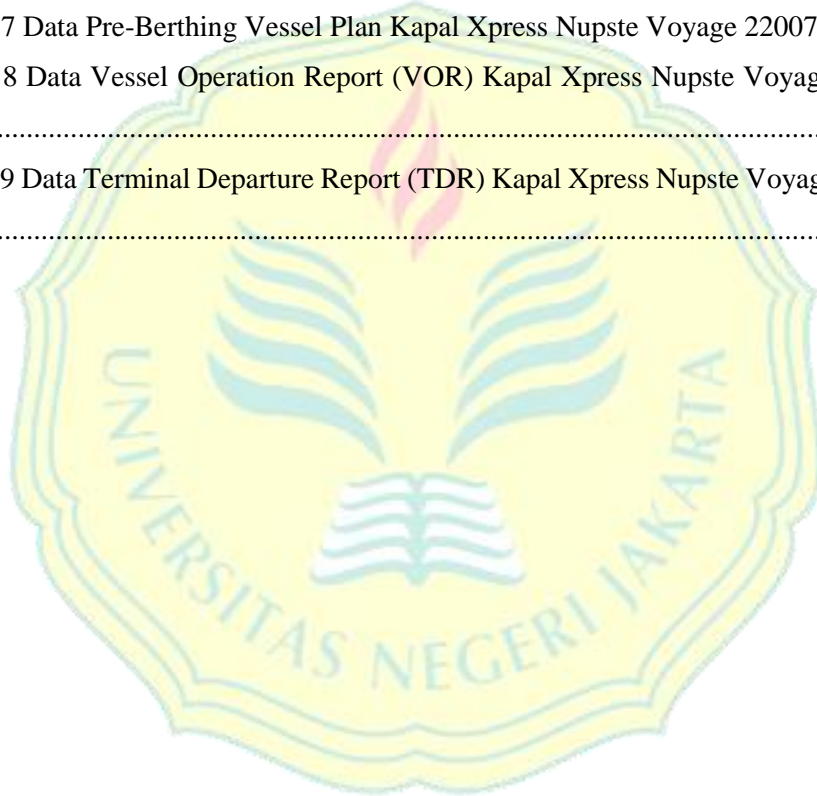 7 Data Pre-Berthing Vessel Plan Kapal Xpress Nupste Voyage 22007
8 Data Vessel Operation Report (VOR) Kapal Xpress Nupste Voyag
................................................................................................
9 Data Terminal Departure Report (TDR) Kapal Xpress Nupste Voyag
................................................................................................
UNIVERSITAS NEGERI JAKARTA